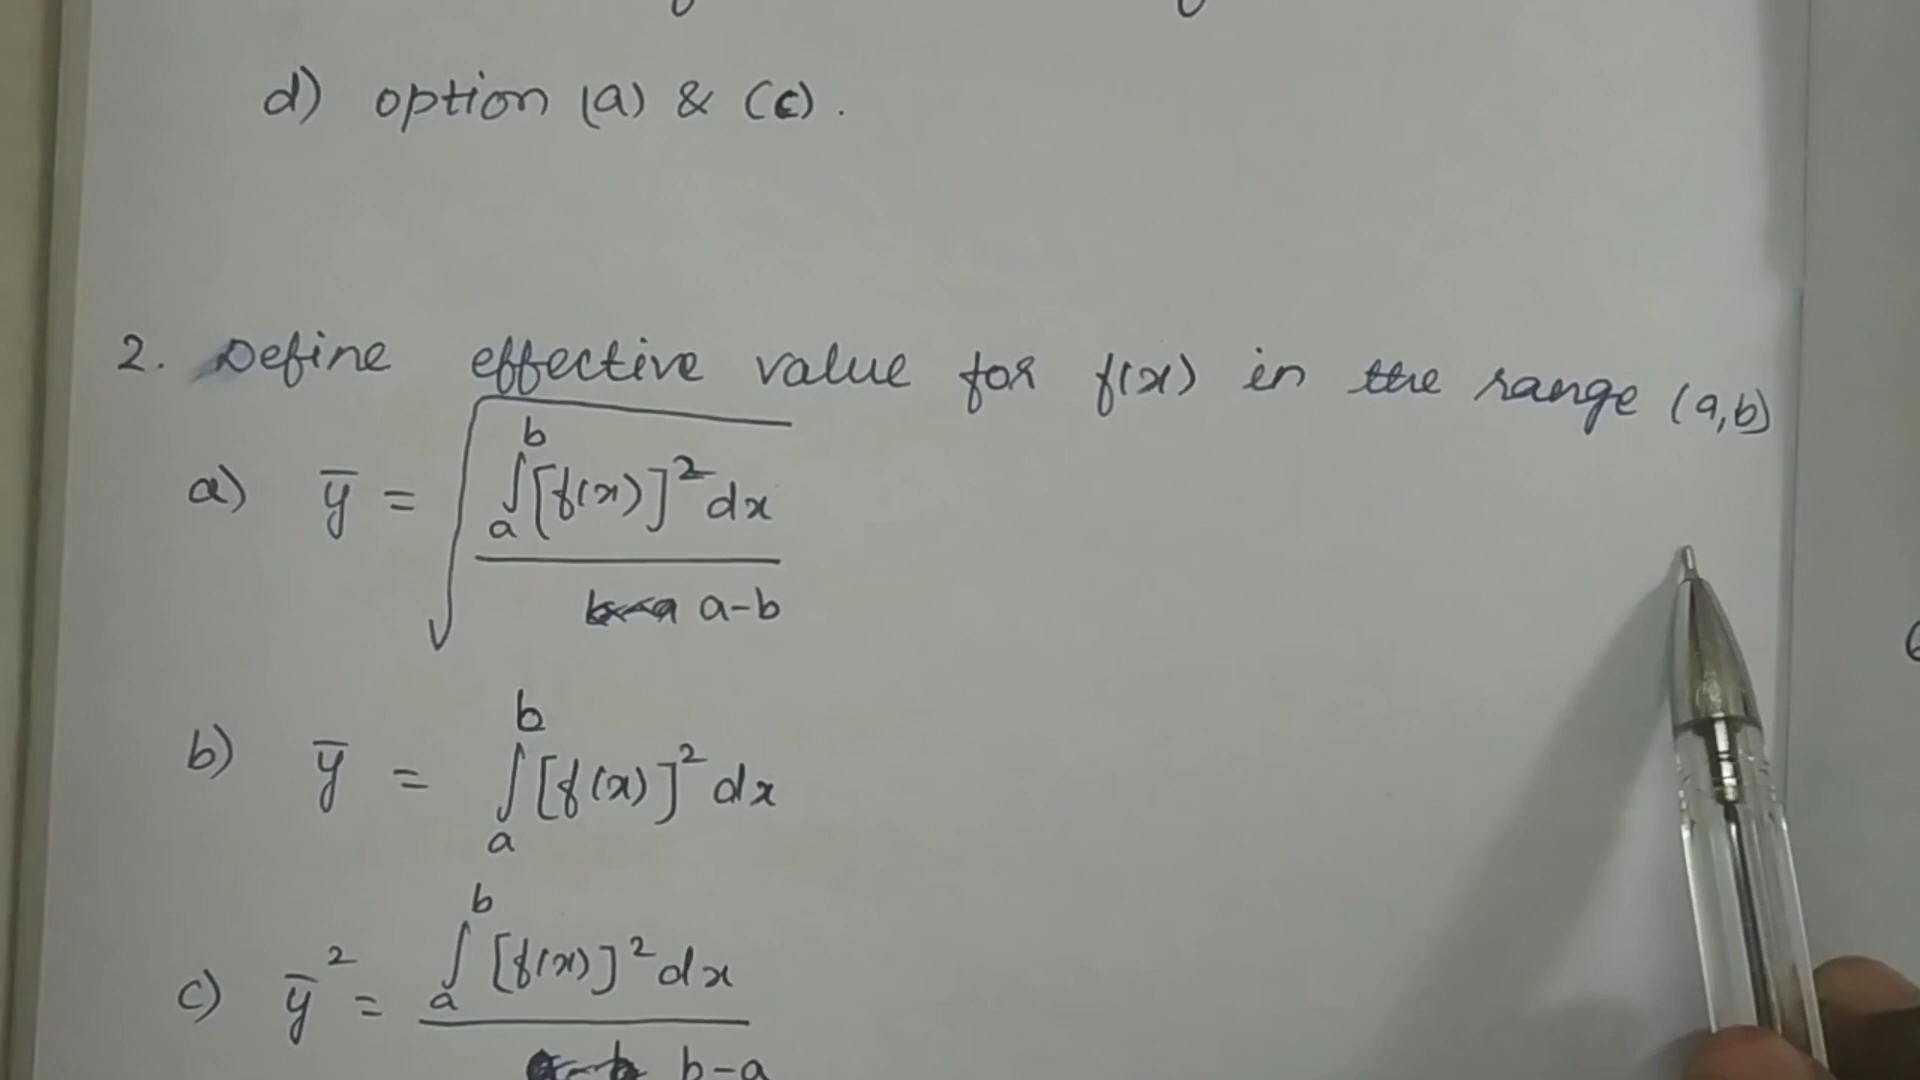 d) option (a) & (c).
2. Define effective value for f(x) in the range (a,b)
a) ȳ = √(∫ₐᵇ [f(x)]² dx / a-b)
b) ȳ = ∫ₐᵇ [f(x)]² dx
c) ȳ² = ∫ₐᵇ [f(x)]² dx / b-a